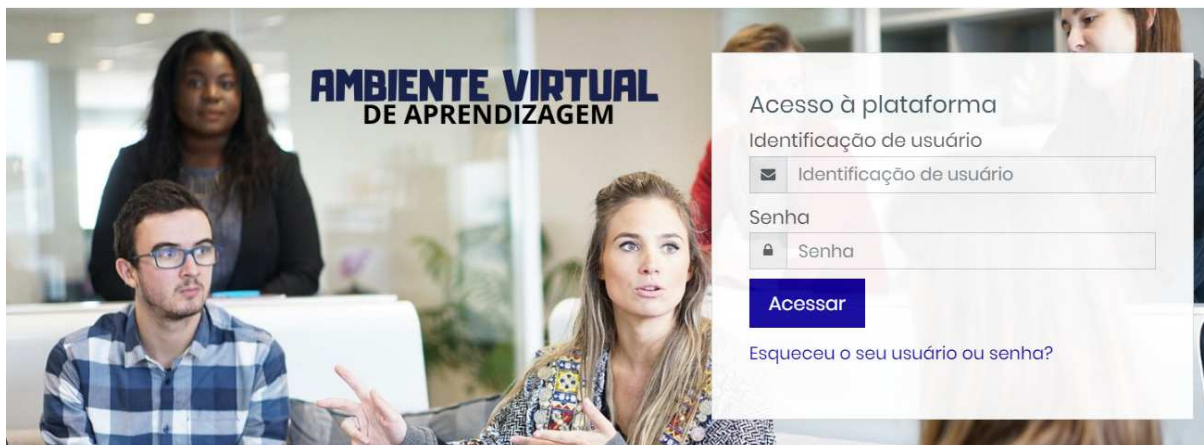 AMBIENTE VIRTUAL
DE APRENDIZAGEM
Acesso à plataforma
Identificação de usuário
Identificação de usuário
Senha
Senha
Acessar
Esqueceu o seu usuário ou senha?